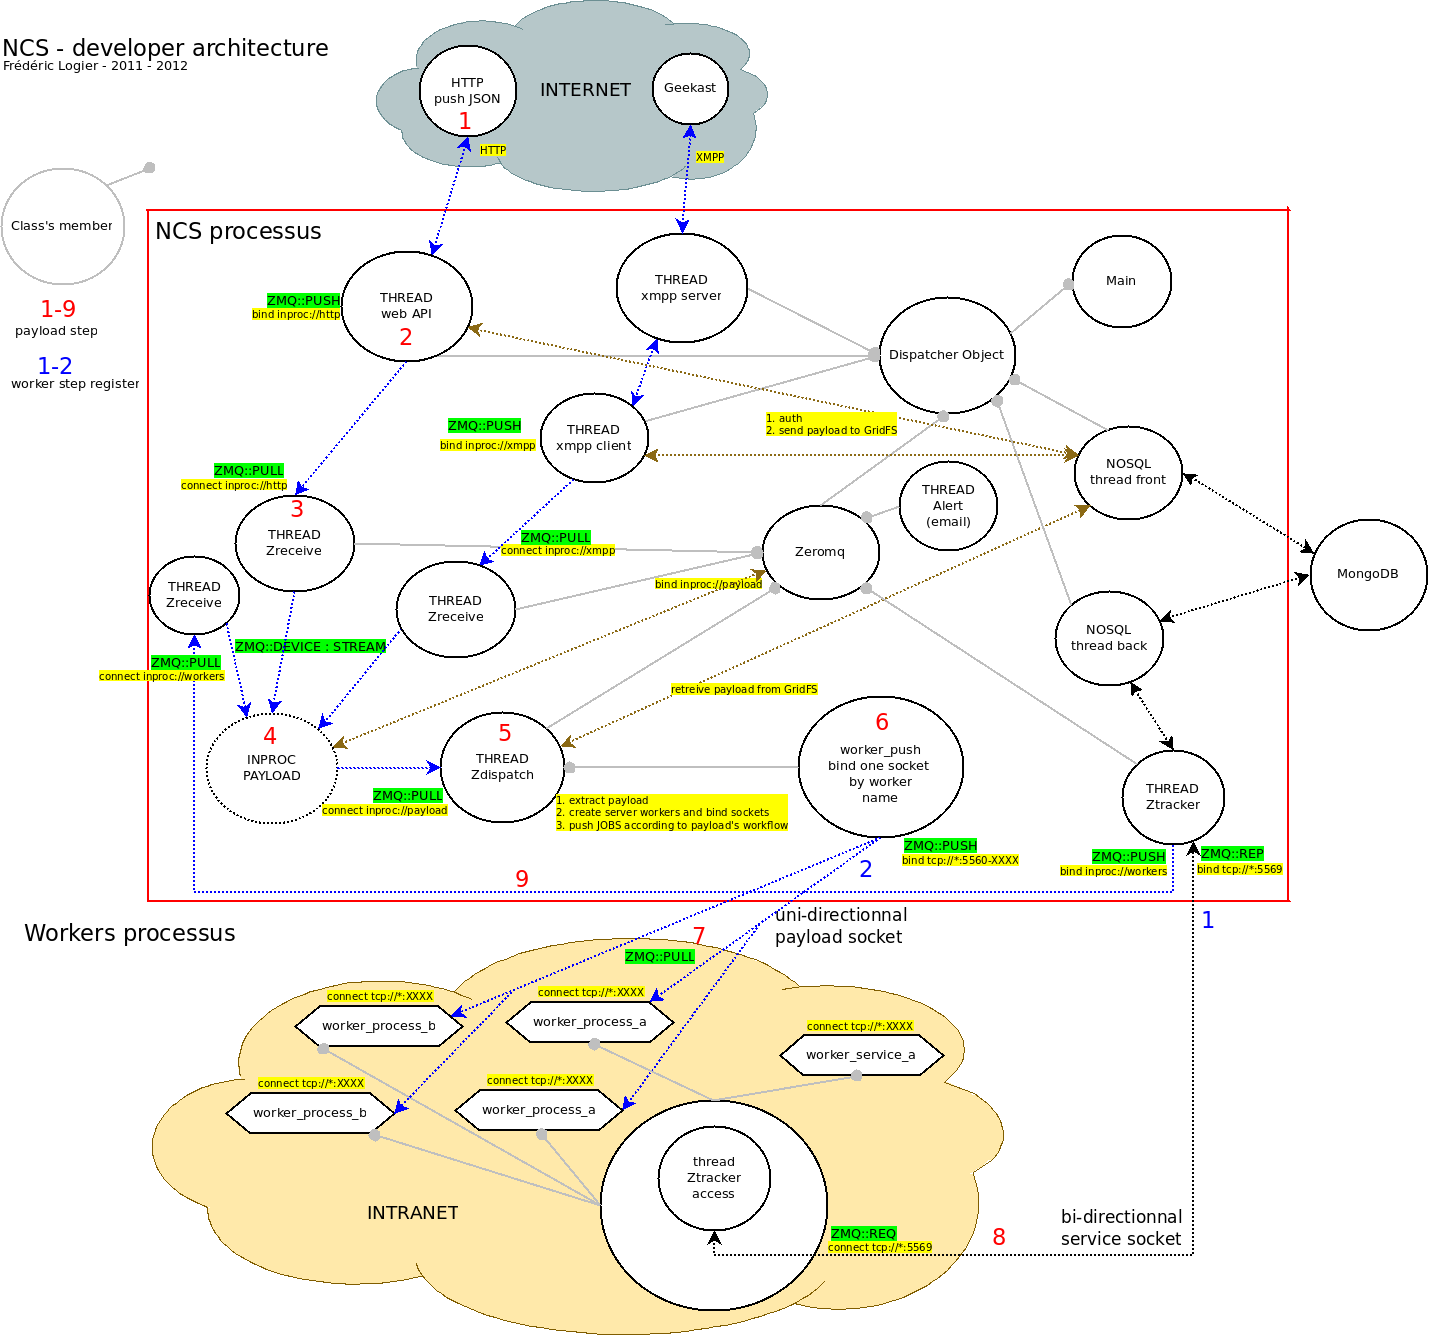 NCS - developer architecture
Frédéric Logier - 2011 - 2012
HTTP
push JSON
1
INTERNET
Geekast
HTTP
XMPP
Class's member
1-9
payload step
1-2
worker step register
NCS processus
ZMQ::PUSH
bind inproc://http
THREAD
web API
2
THREAD
xmpp server
Main
Dispatcher Object
ZMQ::PUSH
bind inproc://xmpp
THREAD
xmpp client
1. auth
2. send payload to GridFS
NOSQL
thread front
ZMQ::PULL
connect inproc://http
3
THREAD
Zreceive
THREAD
Alert
(email)
ZMQ::PULL
connect inproc://xmpp
Zeromq
MongoDB
THREAD
Zreceive
THREAD
Zreceive
bind inproc://payload
NOSQL
thread back
ZMQ::DEVICE : STREAM
ZMQ::PULL
connect inproc://workers
retreive payload from GridFS
4
INPROC
PAYLOAD
5
THREAD
Zdispatch
6
worker_push
bind one socket
by worker
name
THREAD
Ztracker
ZMQ::PULL
connect inproc://payload
1. extract payload
2. create server workers and bind sockets
3. push JOBS according to payload's workflow
ZMQ::PUSH
bind tcp://*:5560-XXXX
2
ZMQ::PUSH
bind inproc://workers
ZMQ::REP
bind tcp://*:5569
9
1
Workers processus
uni-directionnal
payload socket
7
ZMQ::PULL
connect tcp://*:XXXX
worker_process_b
connect tcp://*:XXXX
worker_process_a
connect tcp://*:XXXX
worker_service_a
connect tcp://*:XXXX
worker_process_b
connect tcp://*:XXXX
worker_process_a
thread
Ztracker
access
INTRANET
ZMQ::REQ
connect tcp://*:5569
8
bi-directionnal
service socket